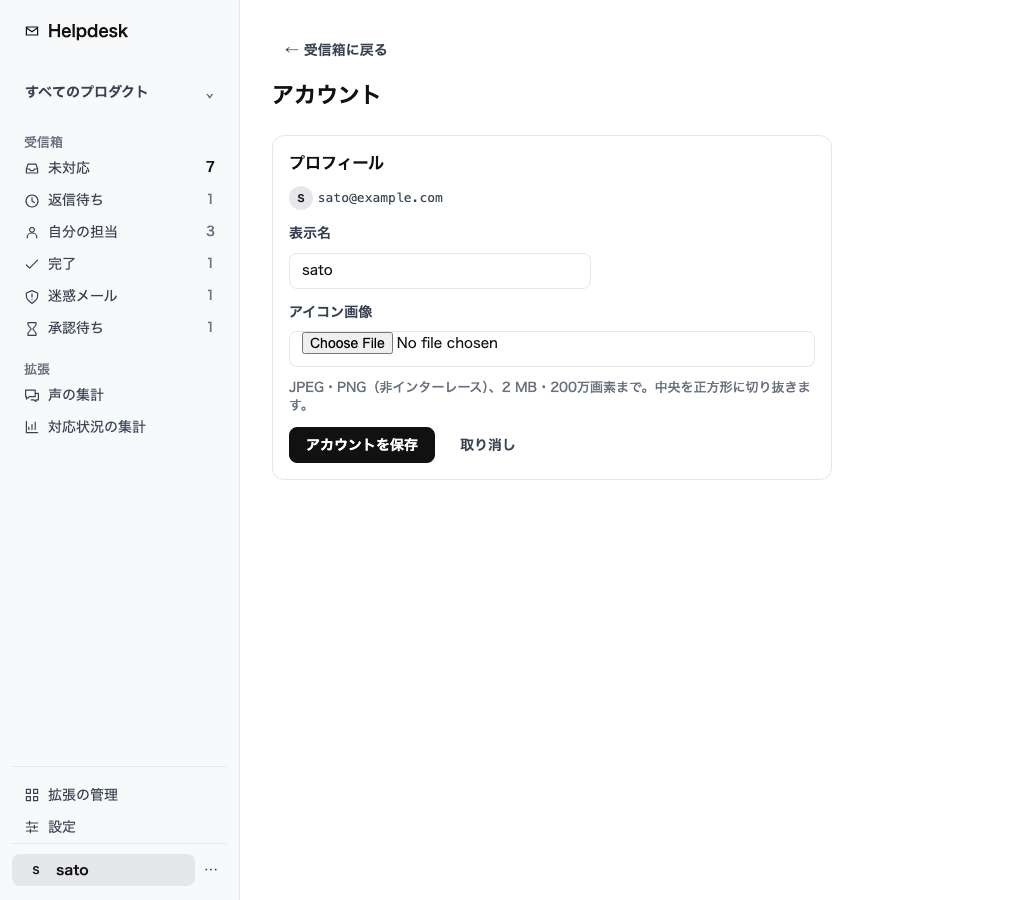 Helpdesk
すべてのプロダクト
受信箱
未対応 7
返信待ち 1
自分の担当 3
完了 1
迷惑メール 1
承認待ち 1
拡張
声の集計
対応状況の集計
拡張の管理
設定
S sato …
← 受信箱に戻る
アカウント
プロフィール
S sato@example.com
表示名
sato
アイコン画像
Choose File No file chosen
JPEG・PNG（非インターレース）、2 MB・200万画素まで。中央を正方形に切り抜きま
す。
アカウントを保存 取り消し